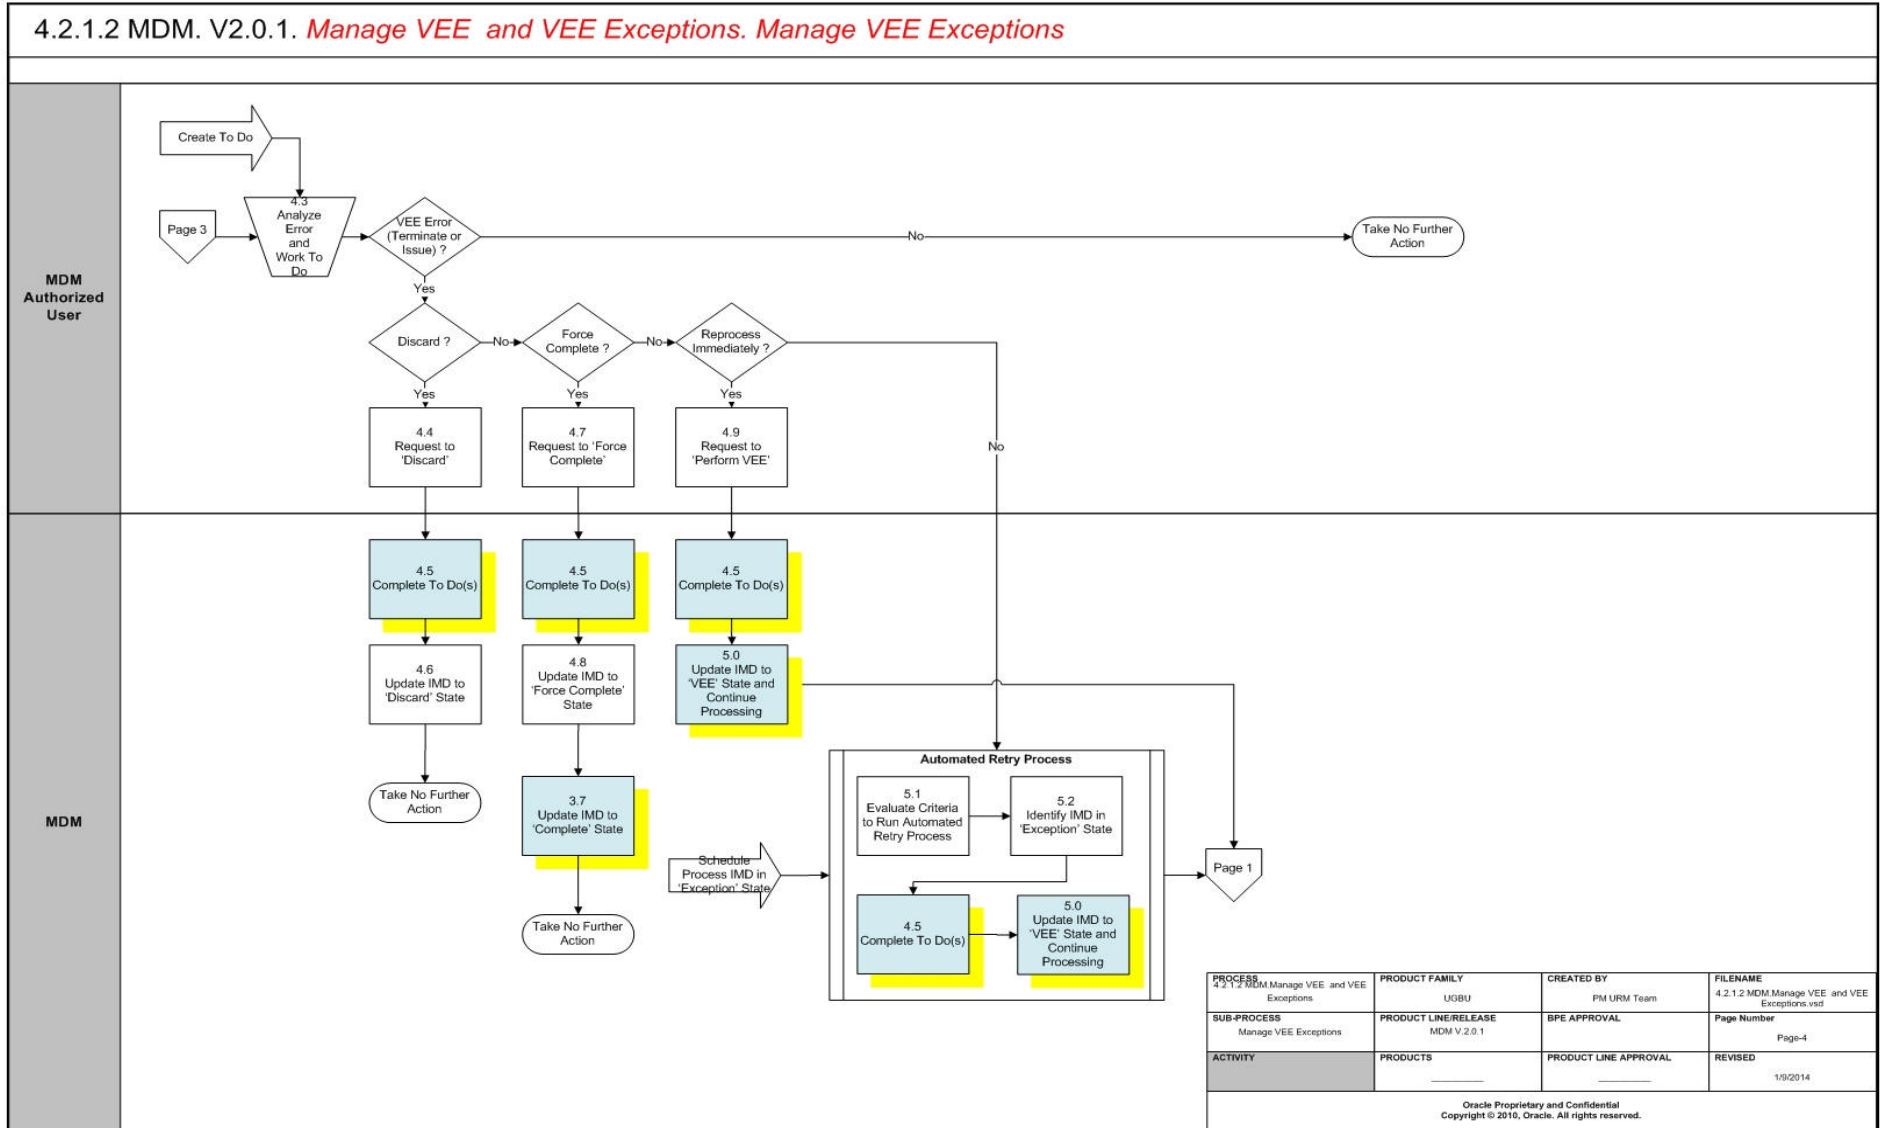 4.2.1.2 MDM. V2.0.1. Manage VEE and VEE Exceptions. Manage VEE Exceptions
MDM
Authorized
User
Create To Do
Page 3
4.3
Analyze
Error
and
Work To
Do
VEE Error
(Terminate or
Issue) ?
No
Take No Further
Action
Yes
Discard ?
No
Force
Complete ?
No
Reprocess
Immediately ?
Yes
Yes
Yes
No
4.4
Request to
'Discard'
4.7
Request to 'Force
Complete'
4.9
Request to
'Perform VEE'
MDM
4.5
Complete To Do(s)
4.5
Complete To Do(s)
4.5
Complete To Do(s)
4.6
Update IMD to
'Discard' State
4.8
Update IMD to
'Force Complete'
State
5.0
Update IMD to
'VEE' State and
Continue
Processing
Take No Further
Action
3.7
Update IMD to
'Complete' State
Take No Further
Action
Schedule
Process IMD in
'Exception' State
Automated Retry Process
5.1
Evaluate Criteria
to Run Automated
Retry Process
5.2
Identify IMD in
'Exception' State
4.5
Complete To Do(s)
5.0
Update IMD to
'VEE' State and
Continue
Processing
Page 1
PROCESS
4.2.1.2 MDM.Manage VEE and VEE
Exceptions
PRODUCT FAMILY
UGBU
CREATED BY
PM URM Team
FILENAME
4.2.1.2 MDM.Manage VEE and VEE
Exceptions.vsd
SUB-PROCESS
Manage VEE Exceptions
PRODUCT LINE/RELEASE
MDM V.2.0.1
BPE APPROVAL
Page Number
Page-4
ACTIVITY
PRODUCTS
PRODUCT LINE APPROVAL
REVISED
1/9/2014
Oracle Proprietary and Confidential
Copyright © 2010, Oracle. All rights reserved.